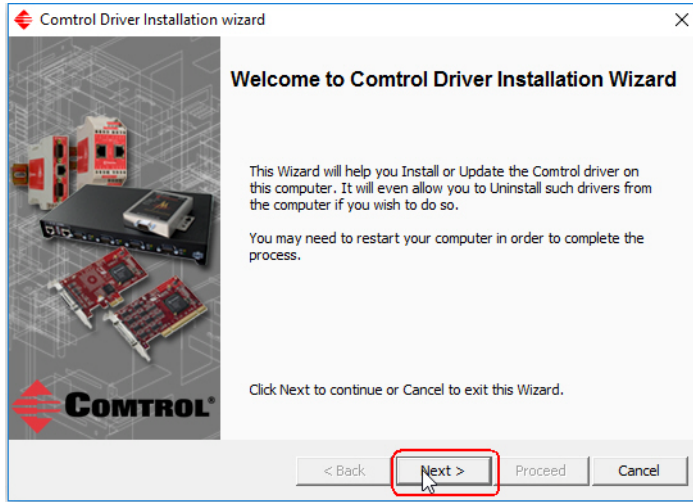 Comtrol Driver Installation wizard
Welcome to Comtrol Driver Installation Wizard
This Wizard will help you Install or Update the Comtrol driver on
this computer. It will even allow you to Uninstall such drivers from
the computer if you wish to do so.
You may need to restart your computer in order to complete the
process.
Click Next to continue or Cancel to exit this Wizard.
COMTROL®
< Back
Next >
Proceed
Cancel